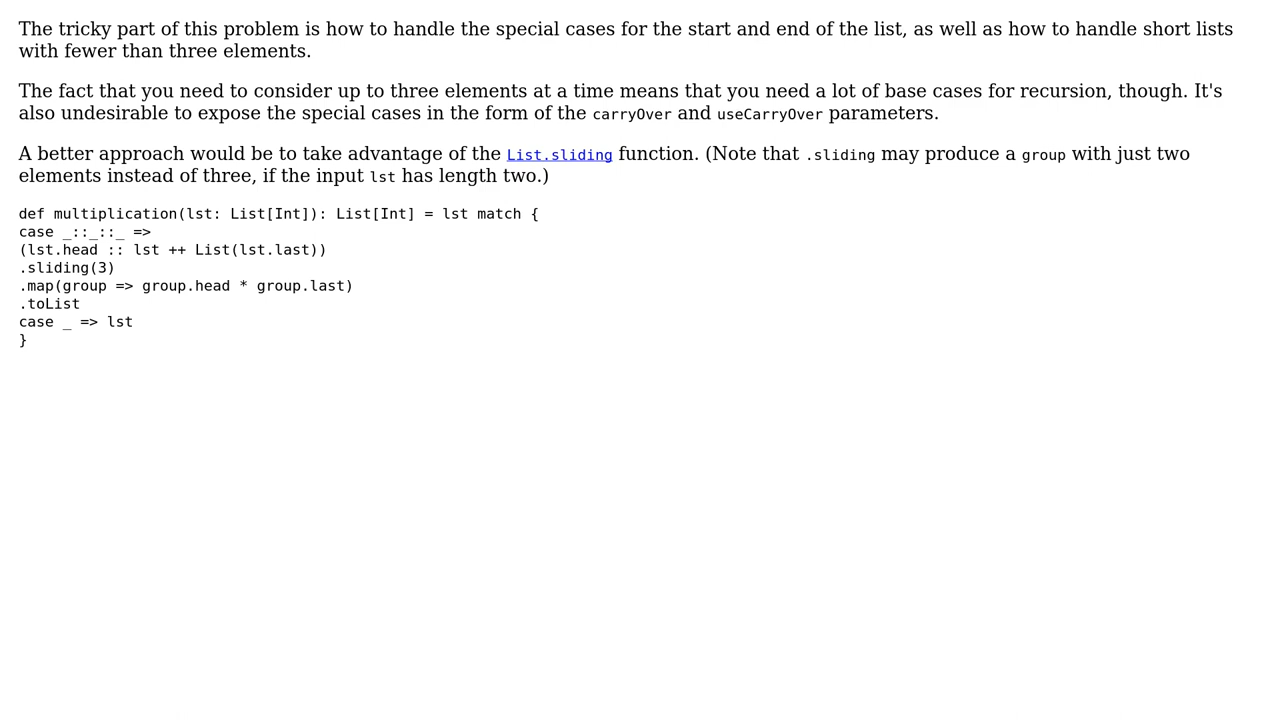 The tricky part of this problem is how to handle the special cases for the start and end of the list, as well as how to handle short lists
with fewer than three elements.
The fact that you need to consider up to three elements at a time means that you need a lot of base cases for recursion, though. It's
also undesirable to expose the special cases in the form of the carryOver and useCarryOver parameters.
A better approach would be to take advantage of the List.sliding function. (Note that .sliding may produce a group with just two
elements instead of three, if the input lst has length two.)
def multiplication(lst: List[Int]): List[Int] = lst match {
case _::_::_ =>
(lst.head :: lst ++ List(lst.last))
.sliding(3)
.map(group => group.head * group.last)
.toList
case _ => lst
}